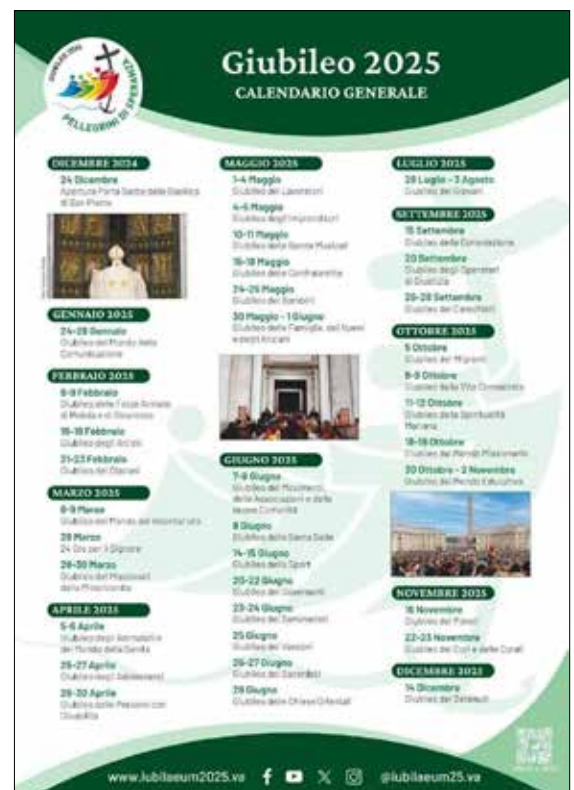 GIUBILEO 2025
PELLEGRINI DI SPERANZA
Giubileo 2025
CALENDARIO GENERALE
DICEMBRE 2024
24 Dicembre
Apertura Porta Santa della Basilica
di San Pietro
GENNAIO 2025
24-26 Gennaio
Giubileo del Mondo della
Comunicazione
FEBBRAIO 2025
8-9 Febbraio
Giubileo delle Forze Armate,
di Polizia e di Sicurezza
15-18 Febbraio
Giubileo degli Artisti
21-23 Febbraio
Giubileo dei Diaconi
MARZO 2025
8-9 Marzo
Giubileo del Mondo del Volontariato
28 Marzo
24 Ore per il Signore
28-30 Marzo
Giubileo dei Missionari
della Misericordia
APRILE 2025
5-6 Aprile
Giubileo degli Ammalati e
del Mondo della Sanità
25-27 Aprile
Giubileo degli Adolescenti
28-30 Aprile
Giubileo delle Persone con
Disabilità
MAGGIO 2025
1-4 Maggio
Giubileo dei Lavoratori
4-5 Maggio
Giubileo degli Imprenditori
10-11 Maggio
Giubileo delle Bande Musicali
16-18 Maggio
Giubileo delle Confraternite
24-25 Maggio
Giubileo dei Bambini
30 Maggio - 1 Giugno
Giubileo delle Famiglie, dei Nonni
e degli Anziani
GIUGNO 2025
7-8 Giugno
Giubileo dei Movimenti,
delle Associazioni e delle
nuove Comunità
9 Giugno
Giubileo della Santa Sede
14-15 Giugno
Giubileo dello Sport
20-22 Giugno
Giubileo dei Governanti
23-24 Giugno
Giubileo dei Seminaristi
25 Giugno
Giubileo dei Vescovi
26-27 Giugno
Giubileo dei Sacerdoti
28 Giugno
Giubileo delle Chiese Orientali
LUGLIO 2025
28 Luglio - 3 Agosto
Giubileo dei Giovani
SETTEMBRE 2025
15 Settembre
Giubileo della Consolazione
20 Settembre
Giubileo degli Operatori
di Giustizia
26-28 Settembre
Giubileo dei Catechisti
OTTOBRE 2025
5 Ottobre
Giubileo dei Migranti
8-9 Ottobre
Giubileo della Vita Consacrata
11-12 Ottobre
Giubileo della Spiritualità
Mariana
18-19 Ottobre
Giubileo del Mondo Missionario
30 Ottobre - 2 Novembre
Giubileo del Mondo Educativo
NOVEMBRE 2025
16 Novembre
Giubileo dei Poveri
22-23 Novembre
Giubileo dei Cori e delle Corali
DICEMBRE 2025
14 Dicembre
Giubileo dei Detenuti
www.iubilaeum2025.va
@iubilaeum25.va